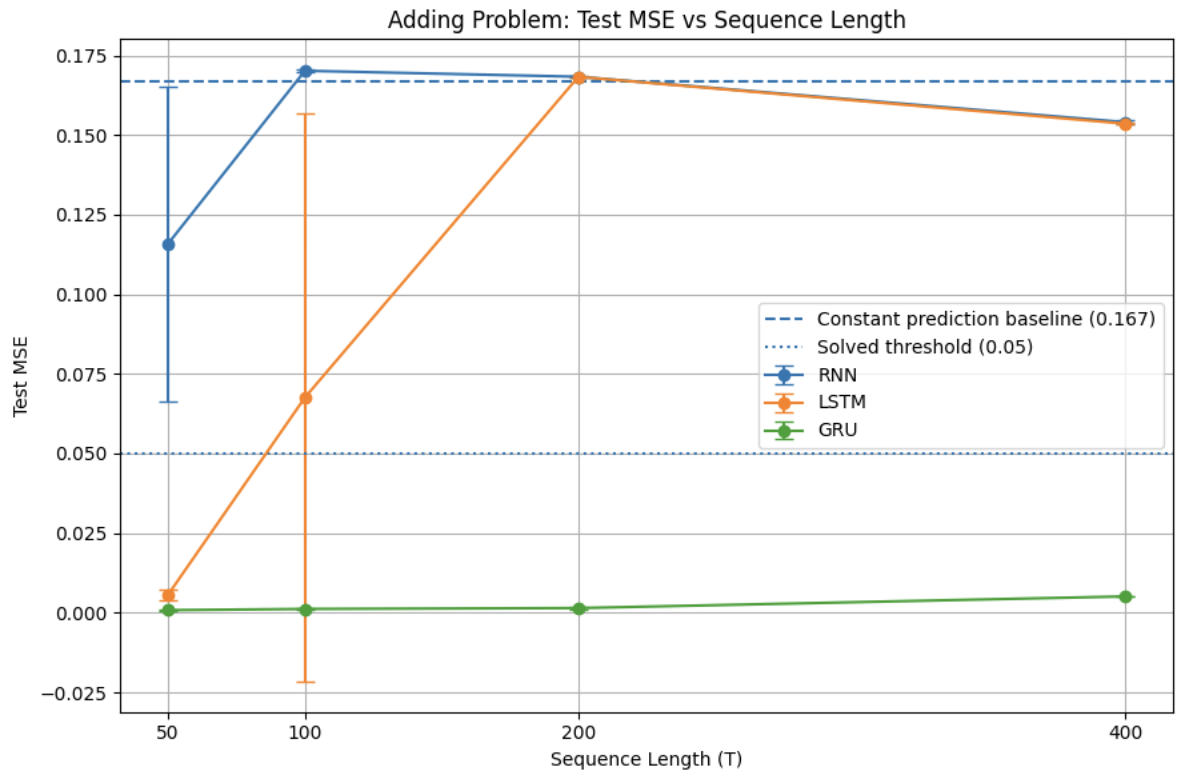 Adding Problem: Test MSE vs Sequence Length
0.175
0.150
0.125
0.100
0.075
0.050
0.025
0.000
−0.025
Test MSE
Constant prediction baseline (0.167)
Solved threshold (0.05)
RNN
LSTM
GRU
50 100 200 400
Sequence Length (T)